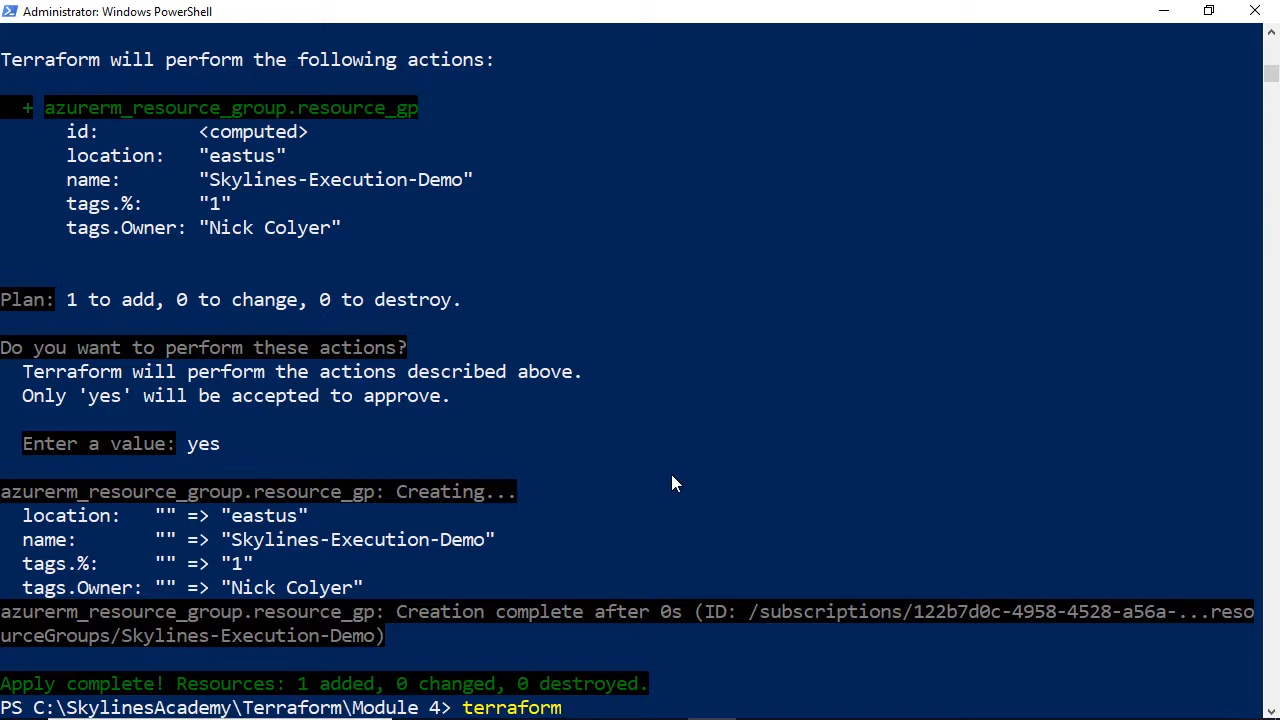 Administrator: Windows PowerShell
Terraform will perform the following actions:
+ azurerm_resource_group.resource_gp
id: <computed>
location: "eastus"
name: "Skylines-Execution-Demo"
tags.%: "1"
tags.Owner: "Nick Colyer"
Plan: 1 to add, 0 to change, 0 to destroy.
Do you want to perform these actions?
Terraform will perform the actions described above.
Only 'yes' will be accepted to approve.
Enter a value: yes
azurerm_resource_group.resource_gp: Creating...
location: "" => "eastus"
name: "" => "Skylines-Execution-Demo"
tags.%: "" => "1"
tags.Owner: "" => "Nick Colyer"
azurerm_resource_group.resource_gp: Creation complete after 0s (ID: /subscriptions/122b7d0c-4958-4528-a56a-...reso
urceGroups/Skylines-Execution-Demo)
Apply complete! Resources: 1 added, 0 changed, 0 destroyed.
PS C:\SkylinesAcademy\Terraform\Module 4> terraform